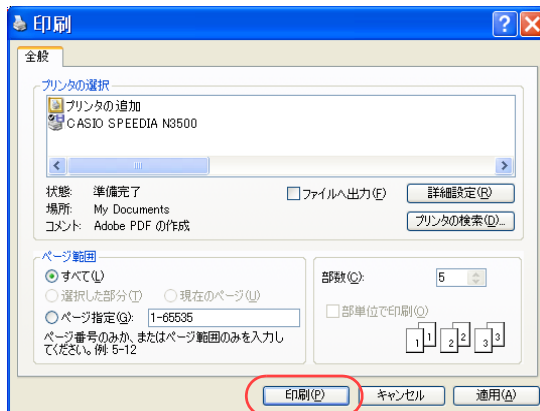 印刷
全般
プリンタの選択
プリンタの追加
CASIO SPEEDIA N3500
状態: 準備完了
場所: My Documents
コメント: Adobe PDF の作成
ファイルへ出力(F)
詳細設定(R)
プリンタの検索(D)...
ページ範囲
すべて(L)
選択した部分(T) 現在のページ(U)
ページ指定(G): 1-65535
ページ番号のみか、またはページ範囲のみを入力し
てください。例: 5-12
部数(C): 5
部単位で印刷(O)
1 1 2 2 3 3
印刷(P) キャンセル 適用(A)